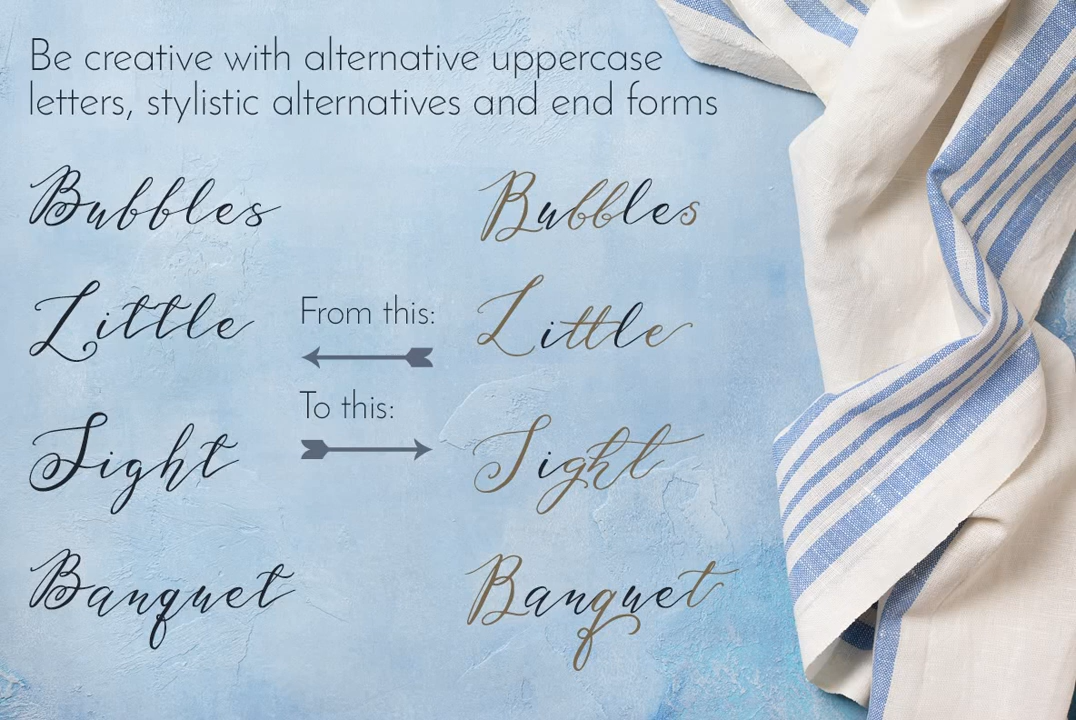 Be creative with alternative uppercase
letters, stylistic alternatives and end forms
Bubbles
Bubbles
Little
From this:
Little
To this:
Sight
Sight
Banquet
Banquet